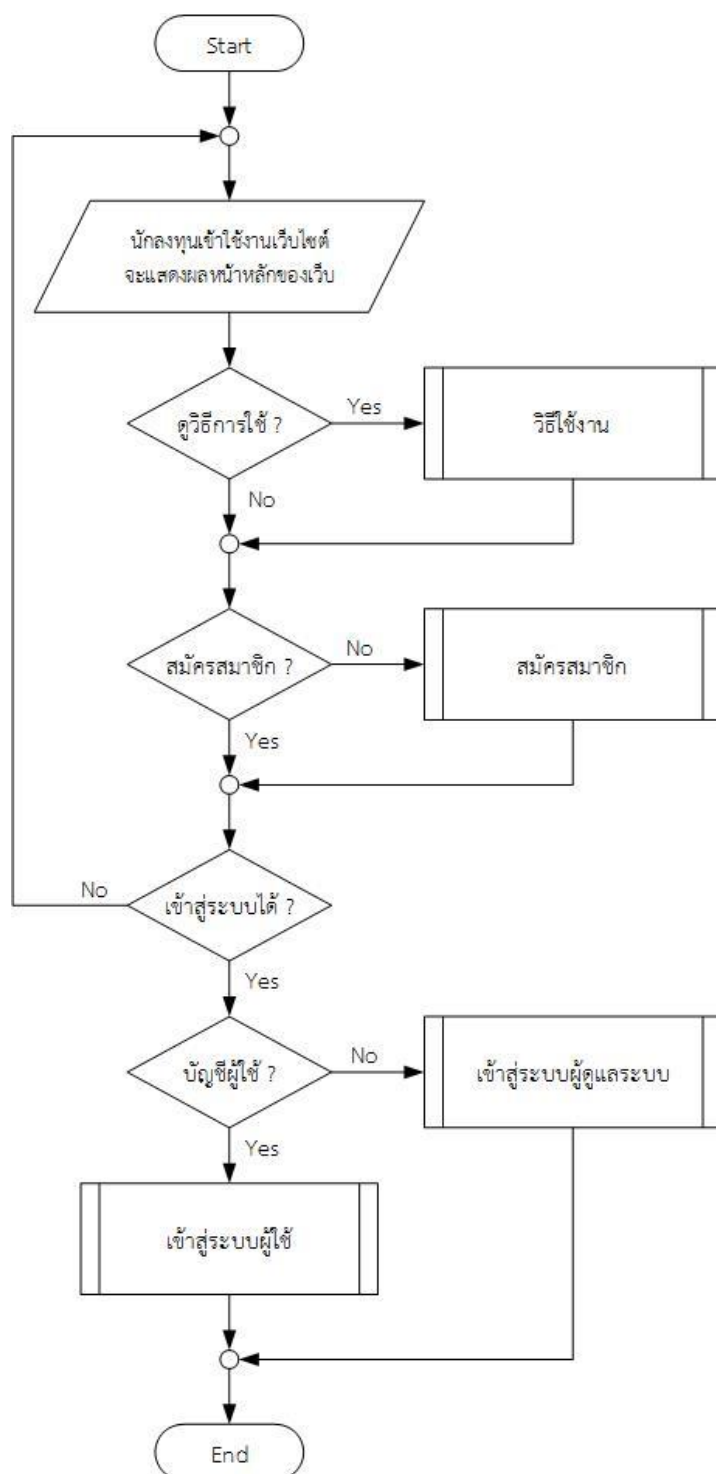 Start
นักลงทุนเข้าใช้งานเว็บไซต์
จะแสดงผลหน้าหลักของเว็บ
ดูวิธีการใช้ ?
Yes
วิธีใช้งาน
No
สมัครสมาชิก ?
No
สมัครสมาชิก
Yes
No
เข้าสู่ระบบได้ ?
Yes
บัญชีผู้ใช้ ?
No
เข้าสู่ระบบผู้ดูแลระบบ
Yes
เข้าสู่ระบบผู้ใช้
End